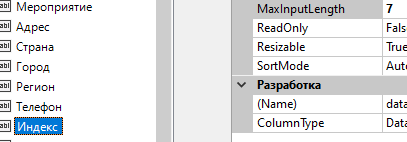 Мероприятие
Адрес
Страна
Город
Регион
Телефон
Индекс
MaxInputLength 7
ReadOnly Fals
Resizable True
SortMode Auto
Разработка
(Name) data
ColumnType Data